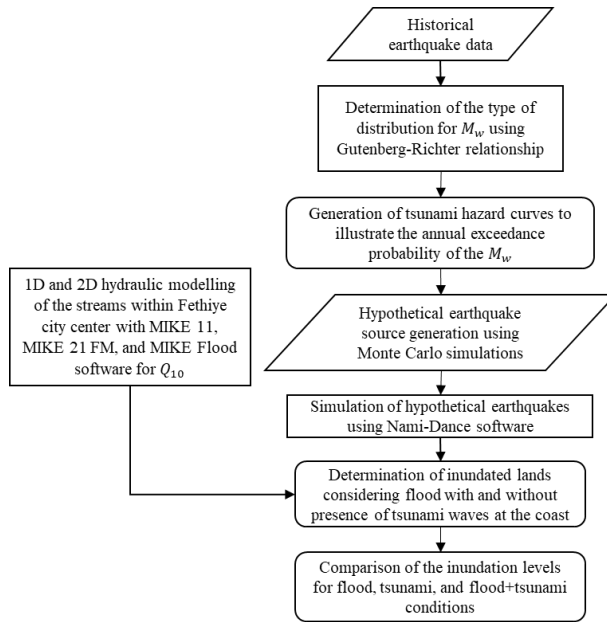 Historical
earthquake data
Determination of the type of
distribution for M_w using
Gutenberg-Richter relationship
Generation of tsunami hazard curves to
illustrate the annual exceedance
probability of the M_w
1D and 2D hydraulic modelling
of the streams within Fethiye
city center with MIKE 11,
MIKE 21 FM, and MIKE Flood
software for Q_10
Hypothetical earthquake
source generation using
Monte Carlo simulations
Simulation of hypothetical earthquakes
using Nami-Dance software
Determination of inundated lands
considering flood with and without
presence of tsunami waves at the coast
Comparison of the inundation levels
for flood, tsunami, and flood+tsunami
conditions